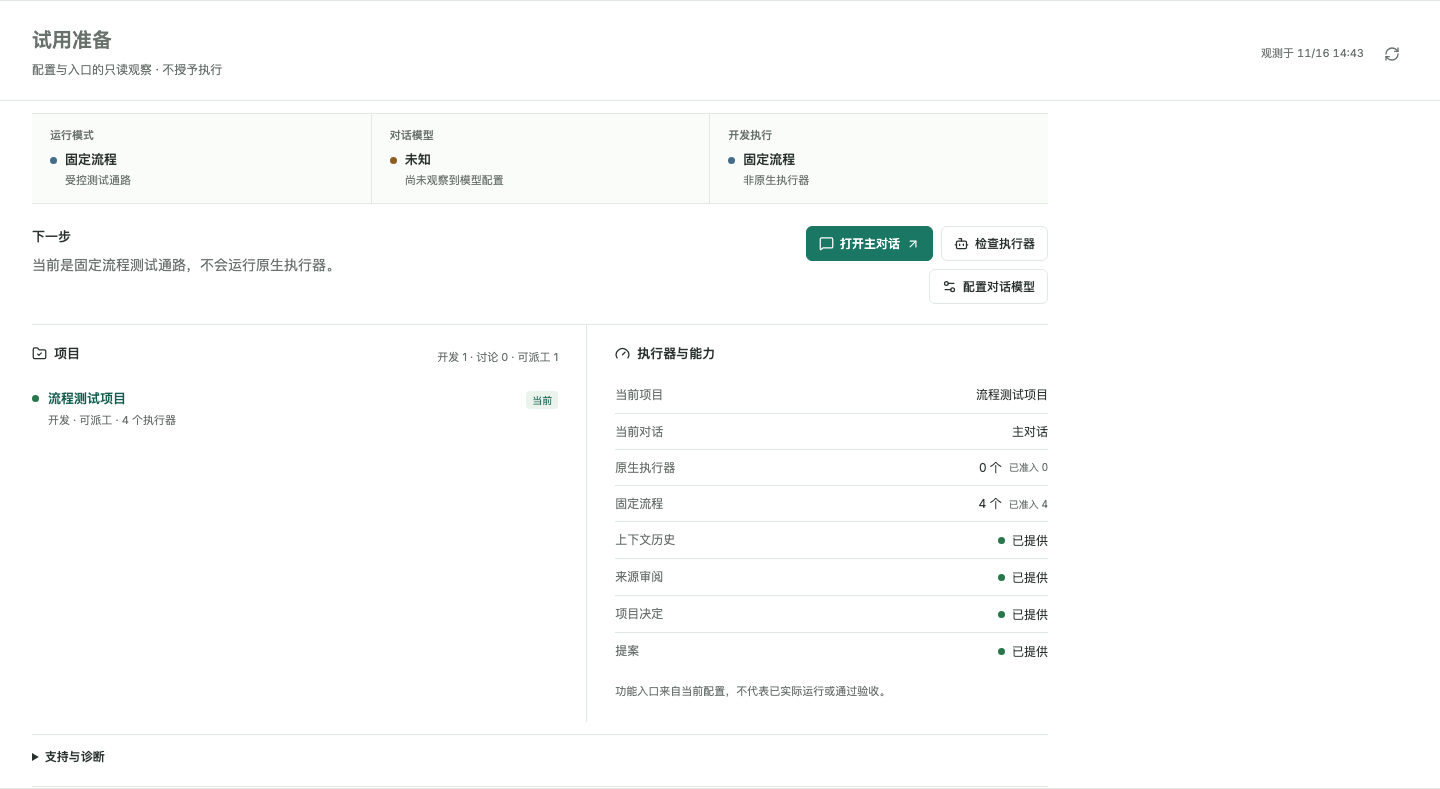 试用准备
配置与入口的只读观察 · 不授予执行
观测于 11/16 14:43
运行模式
固定流程
受控测试通路
对话模型
未知
尚未观察到模型配置
开发执行
固定流程
非原生执行器
下一步
当前是固定流程测试通路，不会运行原生执行器。
打开主对话
检查执行器
配置对话模型
项目
开发 1 · 讨论 0 · 可派工 1
流程测试项目
当前
开发 · 可派工 · 4 个执行器
执行器与能力
当前项目 流程测试项目
当前对话 主对话
原生执行器 0 个 已准入 0
固定流程 4 个 已准入 4
上下文历史 已提供
来源审阅 已提供
项目决定 已提供
提案 已提供
功能入口来自当前配置，不代表已实际运行或通过验收。
支持与诊断